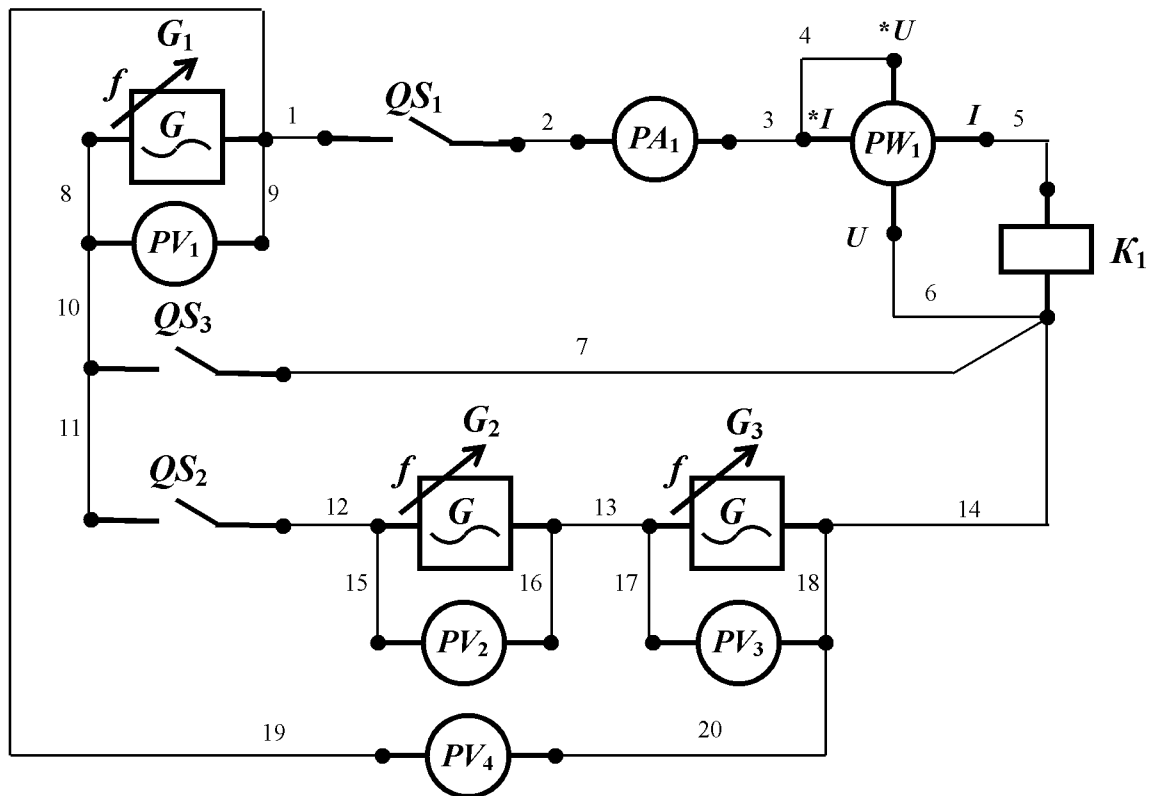 G₁
f
G
1
QS₁
2
PA₁
3
4
*U
*I
PW₁
I
5
8
9
PV₁
U
K₁
6
10
QS₃
7
11
QS₂
G₂
G₃
f
f
12
G
13
G
14
15
16
17
18
PV₂
PV₃
19
PV₄
20